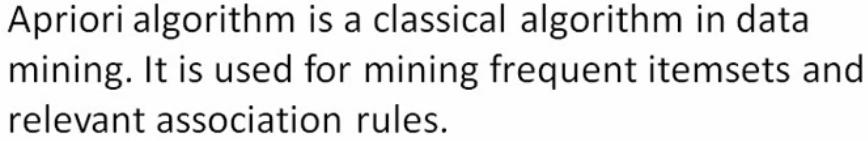 Apriori algorithm is a classical algorithm in data
mining. It is used for mining frequent itemsets and
relevant association rules.